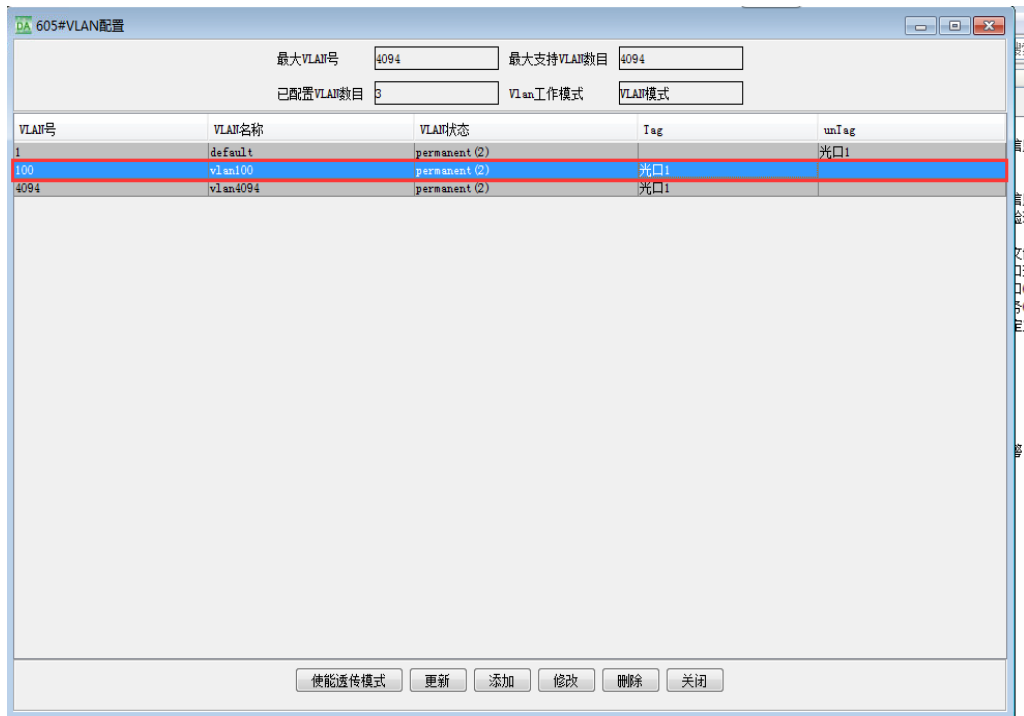 DA 605#VLAN配置
最大VLAN号 4094 最大支持VLAN数目 4094
已配置VLAN数目 3 Vlan工作模式 VLAN模式
VLAN号 VLAN名称 VLAN状态 Tag unTag
1 default permanent(2) 光口1
100 vlan100 permanent(2) 光口1
4094 vlan4094 permanent(2) 光口1
使能透传模式 更新 添加 修改 删除 关闭